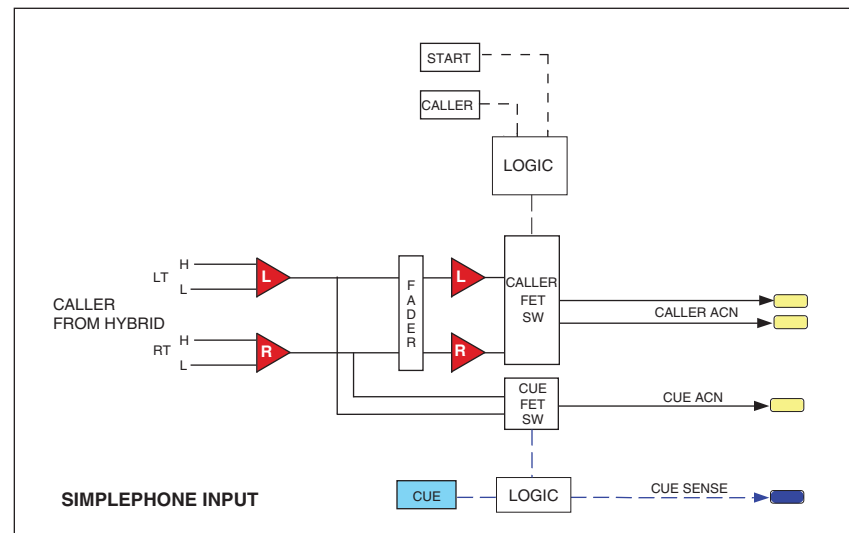 START
CALLER
LOGIC
H
LT
L
L
L
CALLER
FROM HYBRID
H
RT
L
R
R
FADER
CALLER
FET
SW
CALLER ACN
CUE
FET
SW
CUE ACN
SIMPLEPHONE INPUT
CUE
LOGIC
CUE SENSE